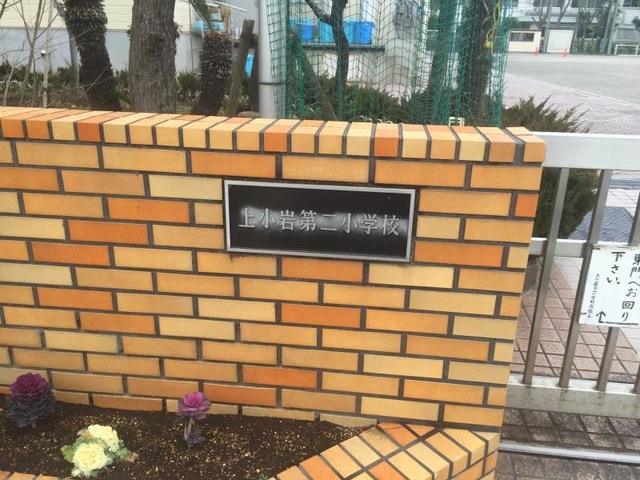 上小岩第二小学校
東門へお回り
下さい。